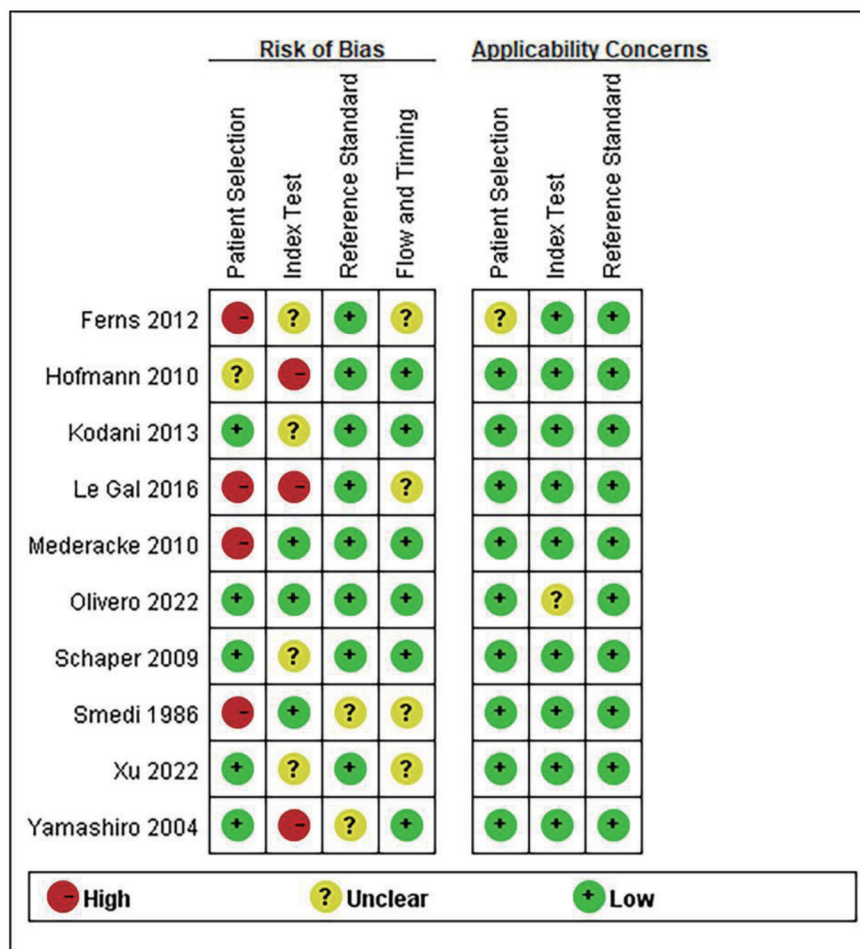 Risk of Bias
Applicability Concerns
Patient Selection
Index Test
Reference Standard
Flow and Timing
Patient Selection
Index Test
Reference Standard
Ferns 2012 - ? + ? ? + +
Hofmann 2010 ? - + + + + +
Kodani 2013 + ? + + + + +
Le Gal 2016 - - + ? + + +
Mederacke 2010 - + + + + + +
Olivero 2022 + + + + + ? +
Schaper 2009 + ? + + + + +
Smedi 1986 - + ? ? + + +
Xu 2022 + ? + ? + + +
Yamashiro 2004 + - ? + + + +
- High ? Unclear + Low